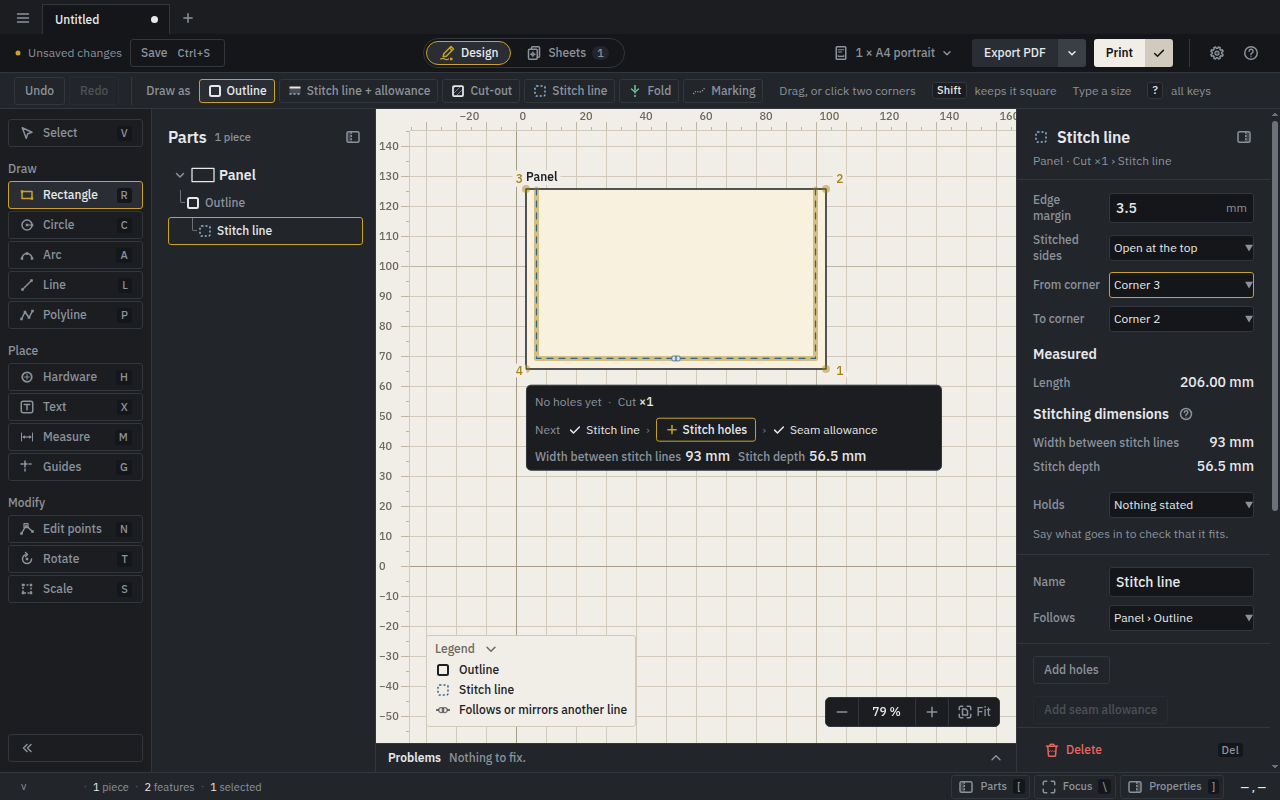 Untitled
Unsaved changes
Save Ctrl+S
Design
Sheets 1
1 × A4 portrait
Export PDF
Print
Undo
Redo
Draw as
Outline
Stitch line + allowance
Cut-out
Stitch line
Fold
Marking
Drag, or click two corners
Shift keeps it square
Type a size
? all keys
Select V
Draw
Rectangle R
Circle C
Arc A
Line L
Polyline P
Place
Hardware H
Text X
Measure M
Guides G
Modify
Edit points N
Rotate T
Scale S
Parts 1 piece
Panel
Outline
Stitch line
−20 0 20 40 60 80 100 120 140 160
140
130
120
110
100
90
80
70
60
50
40
30
20
10
0
−10
−20
−30
−40
−50
3 Panel 2
4 1
No holes yet · Cut ×1
Next Stitch line › + Stitch holes › Seam allowance
Width between stitch lines 93 mm Stitch depth 56.5 mm
Legend
Outline
Stitch line
Follows or mirrors another line
79 %
Fit
Problems Nothing to fix.
Stitch line
Panel · Cut ×1 › Stitch line
Edge margin 3.5 mm
Stitched sides Open at the top
From corner Corner 3
To corner Corner 2
Measured
Length 206.00 mm
Stitching dimensions ?
Width between stitch lines 93 mm
Stitch depth 56.5 mm
Holds Nothing stated
Say what goes in to check that it fits.
Name Stitch line
Follows Panel › Outline
Add holes
Add seam allowance
Delete Del
v · 1 piece · 2 features · 1 selected
Parts [
Focus \
Properties ]
–,–